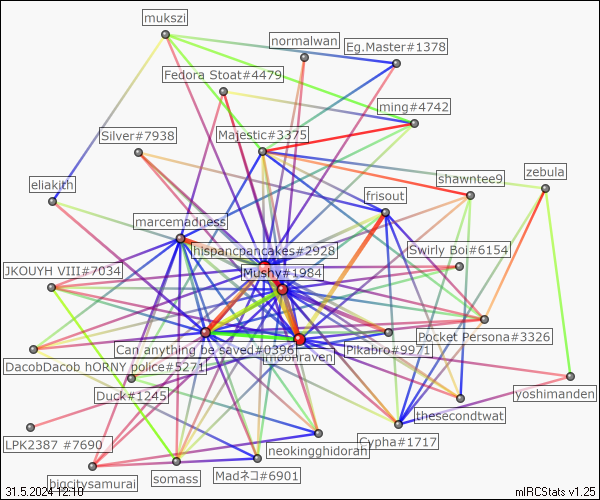 mukszi
normalwan
Eg.Master#1378
Fedora Stoat#4479
ming#4742
Silver#7938
Majestic#3375
zebula
shawntee9
eliakith
frisout
marcemadness
hispancpancakes#2928
Swirly Boi#6154
JKOUYH VIII#7034
Mushy#1984
Pocket Persona#3326
Can anything be saved#0396
moonraven
Pikabro#9971
DacobDacob hORNY police#5271
Duck#1245
yoshimanden
thesecondtwat
Cypha#1717
LPK2387 #7690
neokingghidorah
bigcitysamurai
somass
Madネコ#6901
31.5.2024 12:10
mIRCStats v1.25